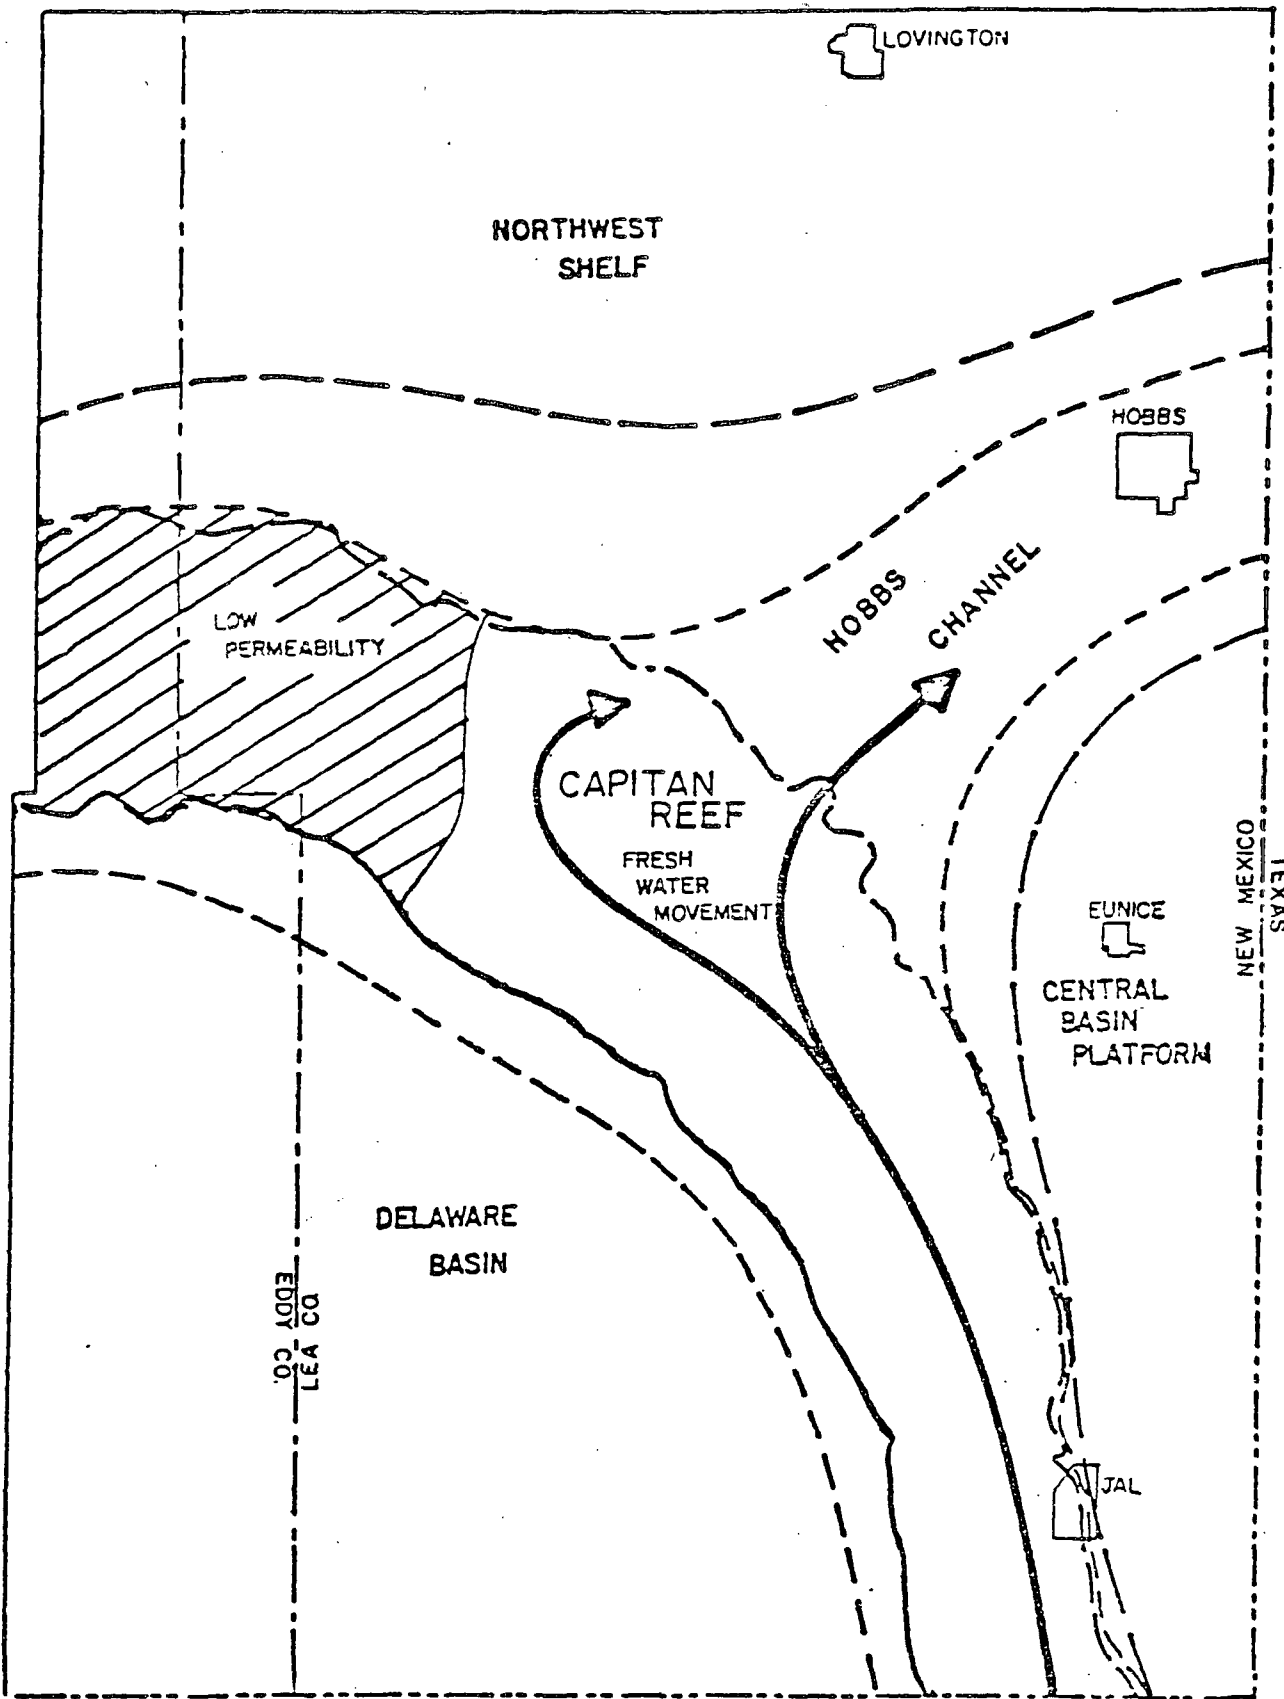 LOVINGTON
NORTHWEST
SHELF
HOBBS
HOBBS
CHANNEL
LOW
PERMEABILITY
CAPITAN
REEF
FRESH
WATER
MOVEMENT
NEW MEXICO
TEXAS
EUNICE
CENTRAL
BASIN
PLATFORM
DELAWARE
BASIN
EDDY CO.
LEA CO.
JAL